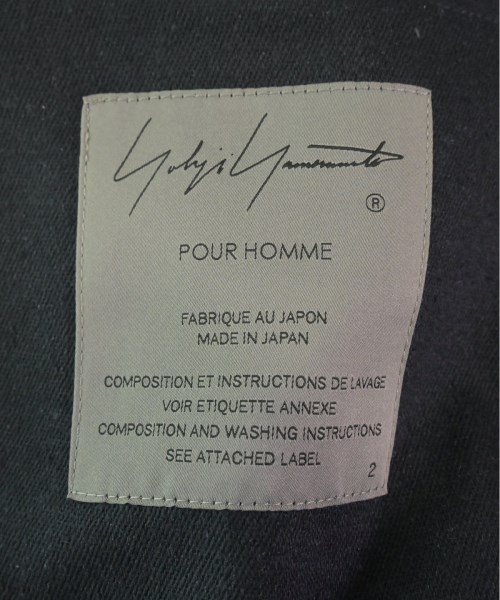 Yohji Yamamoto
®
POUR HOMME
FABRIQUE AU JAPON
MADE IN JAPAN
COMPOSITION ET INSTRUCTIONS DE LAVAGE
VOIR ETIQUETTE ANNEXE
COMPOSITION AND WASHING INSTRUCTIONS
SEE ATTACHED LABEL
2